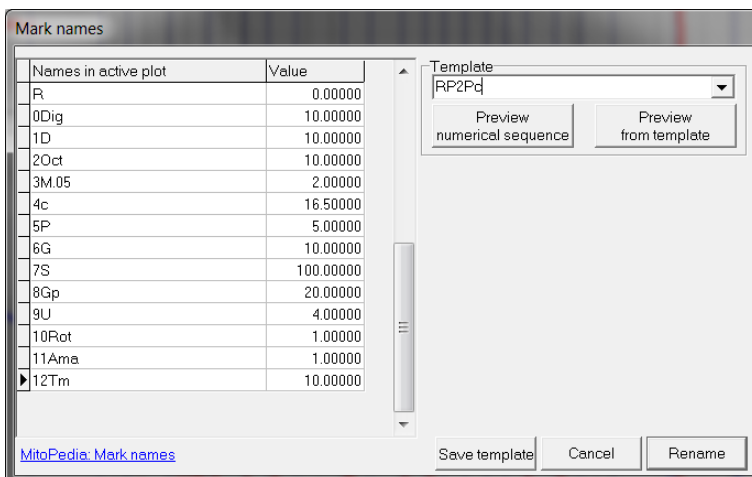 Mark names
Names in active plot Value
R 0.00000
0Dig 10.00000
1D 10.00000
2Oct 10.00000
3M.05 2.00000
4c 16.50000
5P 5.00000
6G 10.00000
7S 100.00000
8Gp 20.00000
9U 4.00000
10Rot 1.00000
11Ama 1.00000
12Tm 10.00000
MitoPedia: Mark names
Template
RP2Pc
Preview
numerical sequence
Preview
from template
Save template Cancel Rename